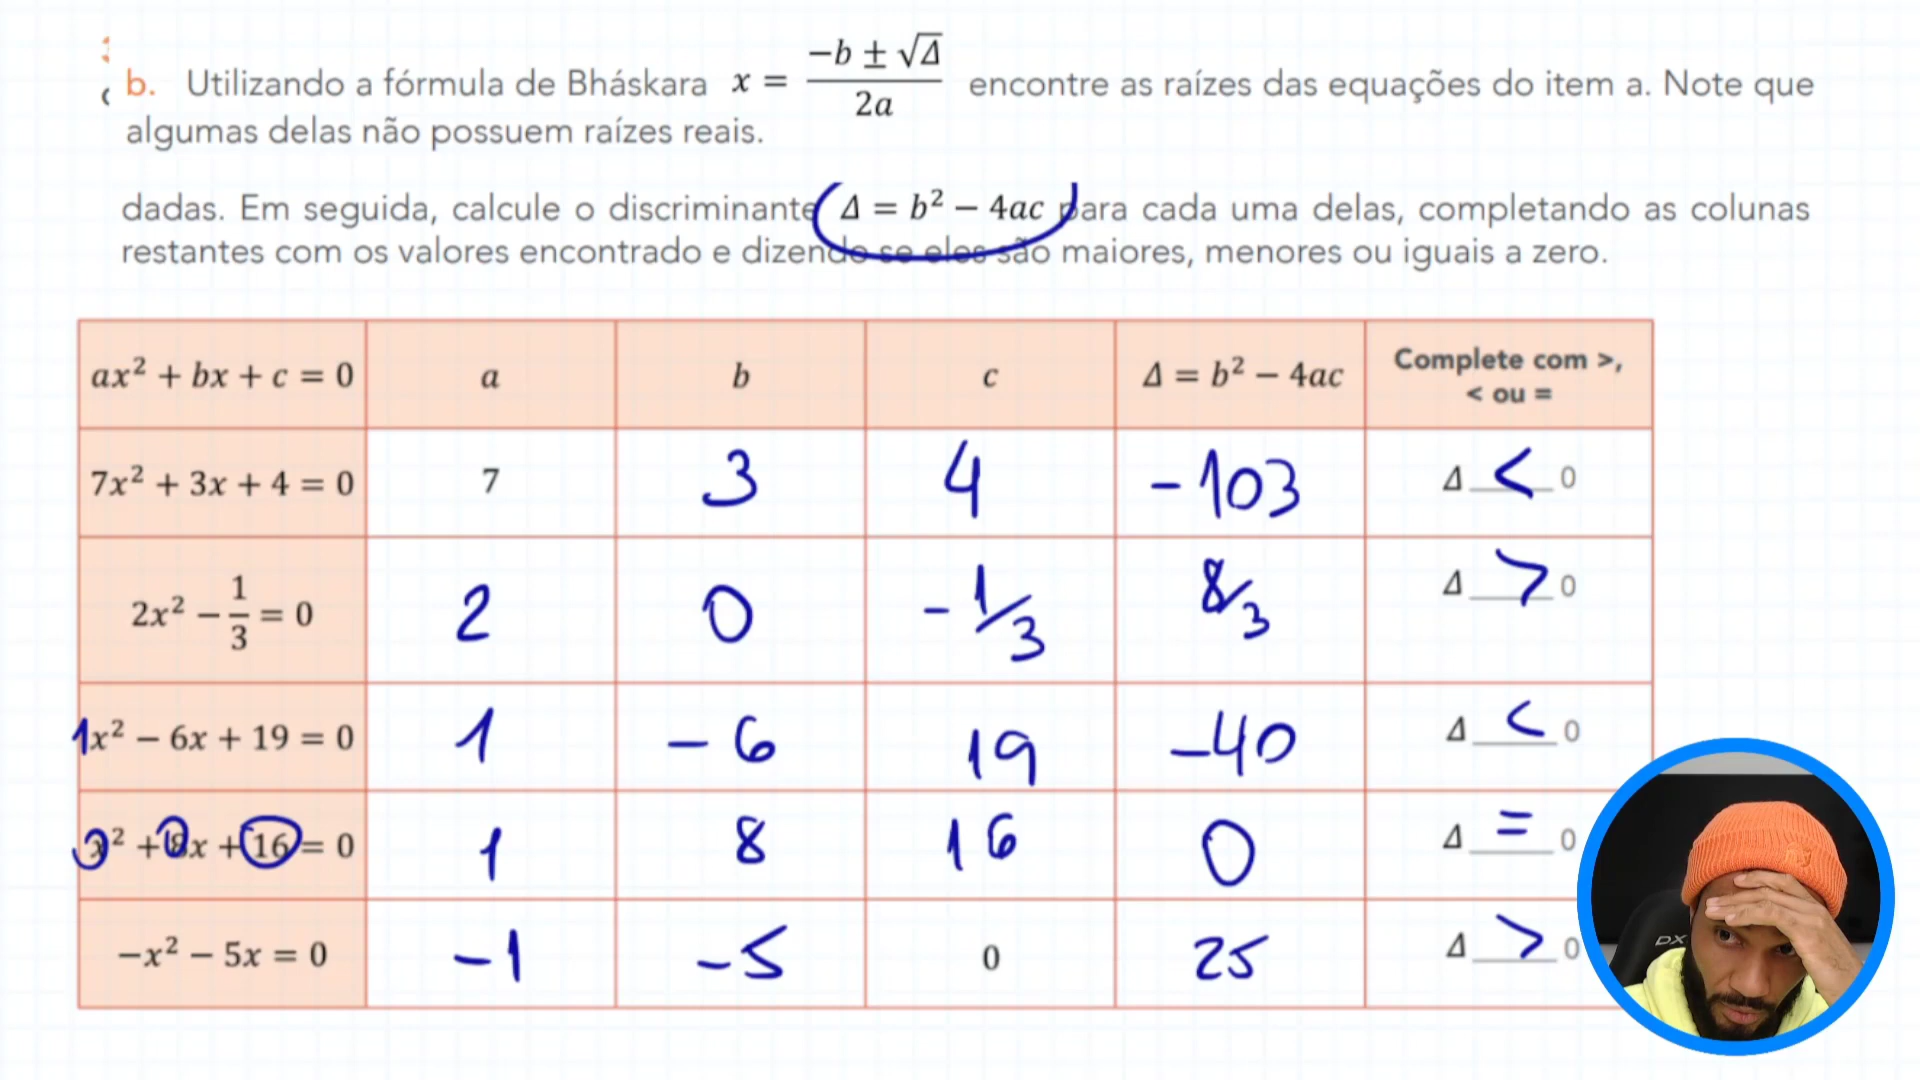 b. Utilizando a fórmula de Bháskara x = −b ± √Δ / 2a encontre as raízes das equações do item a. Note que
algumas delas não possuem raízes reais.
dadas. Em seguida, calcule o discriminante Δ = b² − 4ac para cada uma delas, completando as colunas
restantes com os valores encontrado e dizendo se eles são maiores, menores ou iguais a zero.
ax² + bx + c = 0 a b c Δ = b² − 4ac Complete com >, < ou =
7x² + 3x + 4 = 0 7 3 4 -103 Δ < 0
2x² − 1/3 = 0 2 0 -1/3 8/3 Δ > 0
1x² − 6x + 19 = 0 1 -6 19 -40 Δ < 0
x² + 8x + 16 = 0 1 8 16 0 Δ = 0
−x² − 5x = 0 -1 -5 0 25 Δ > 0
DX